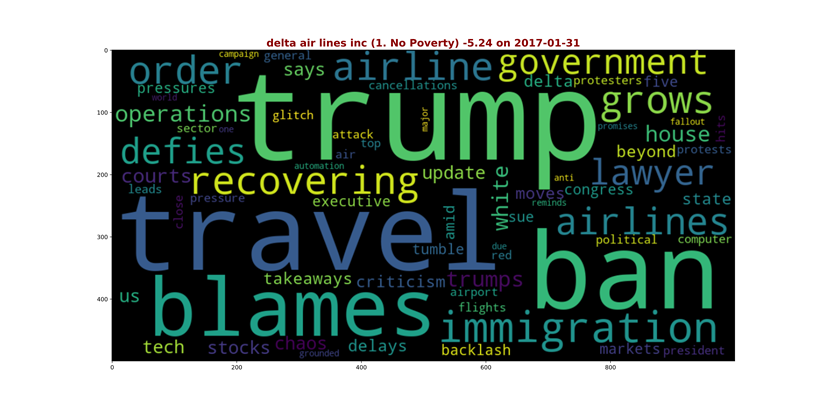 delta air lines inc (1. No Poverty) -5.24 on 2017-01-31
0
100
200
300
400
0
200
400
600
800
campaign
general
order
says
airline
government
pressures
cancellations
delta
protesters
five
world
trump
grows
operations
glitch
major
fallout
sector
one
attack
top
promises
house
hits
defies
air
beyond
protests
automation
courts
recovering
update
anti
lawyer
leads
pressure
executive
white
moves
congress
state
close
reminds
travel
amid
sue
airlines
tumble
due
red
political
computer
ban
takeaways
criticism
trumps
us
blames
airport
flights
immigration
tech
stocks
chaos
grounded
delays
backlash
markets
president